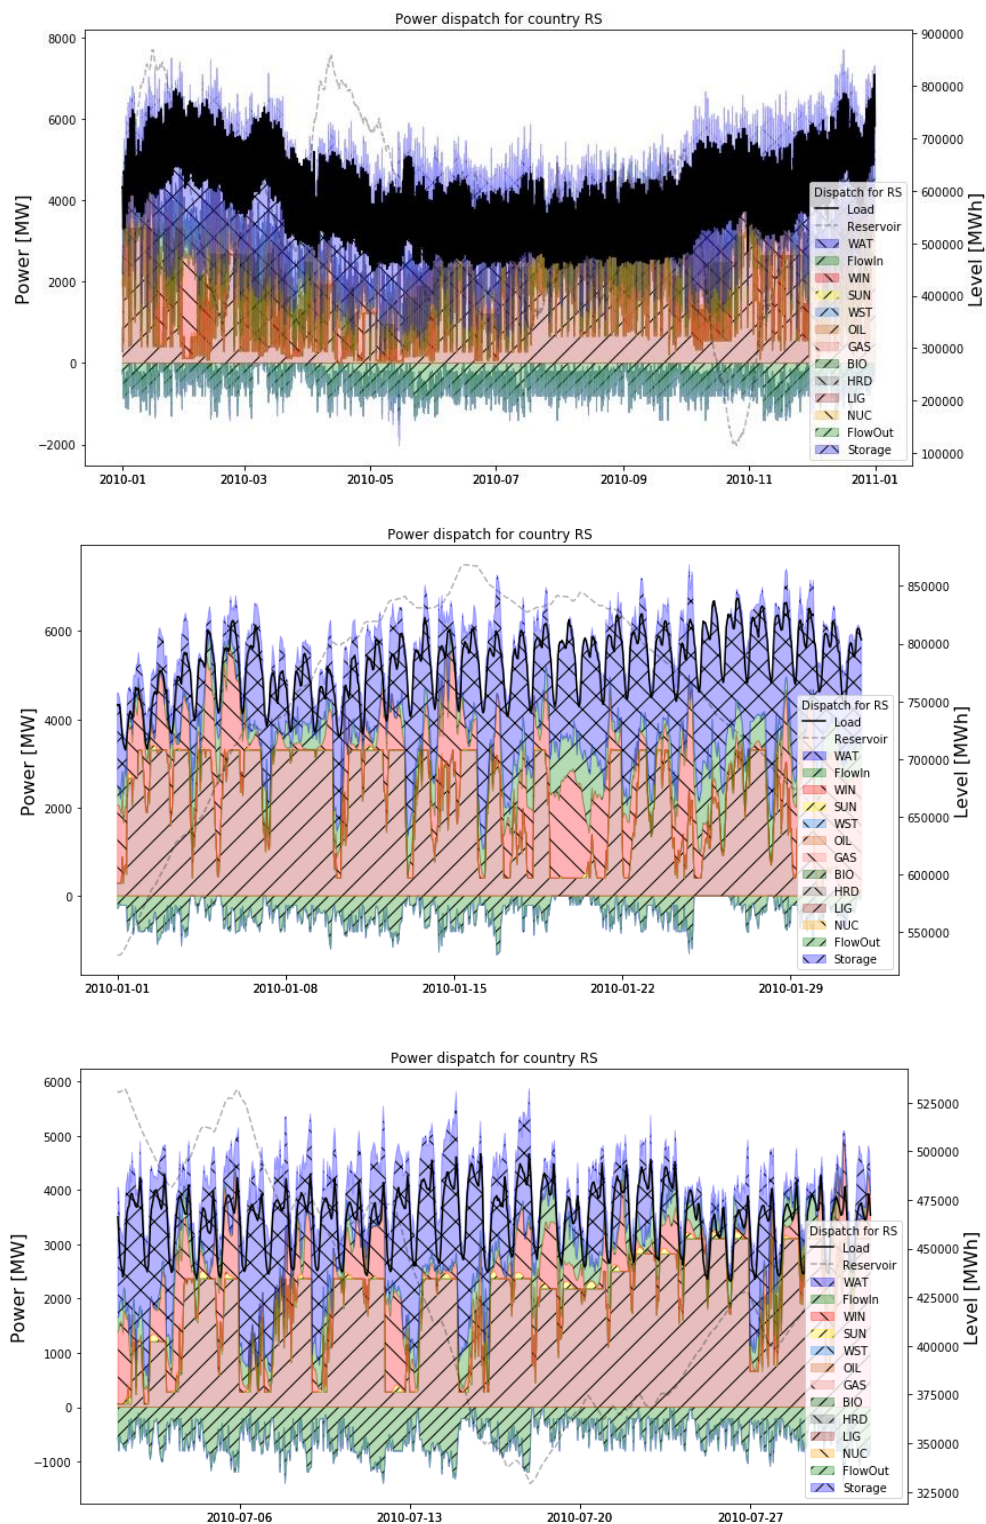 Power dispatch for country RS
8000
6000
4000
2000
0
−2000
Power [MW]
900000
800000
700000
600000
500000
400000
300000
200000
100000
Level [MWh]
2010-01
2010-03
2010-05
2010-07
2010-09
2010-11
2011-01
Dispatch for RS
Load
Reservoir
WAT
FlowIn
WIN
SUN
WST
OIL
GAS
BIO
HRD
LIG
NUC
FlowOut
Storage
Power dispatch for country RS
6000
4000
2000
0
Power [MW]
850000
800000
750000
700000
650000
600000
550000
Level [MWh]
2010-01-01
2010-01-08
2010-01-15
2010-01-22
2010-01-29
Dispatch for RS
Load
Reservoir
WAT
FlowIn
WIN
SUN
WST
OIL
GAS
BIO
HRD
LIG
NUC
FlowOut
Storage
Power dispatch for country RS
6000
5000
4000
3000
2000
1000
0
−1000
Power [MW]
525000
500000
475000
450000
425000
400000
375000
350000
325000
Level [MWh]
2010-07-06
2010-07-13
2010-07-20
2010-07-27
Dispatch for RS
Load
Reservoir
WAT
FlowIn
WIN
SUN
WST
OIL
GAS
BIO
HRD
LIG
NUC
FlowOut
Storage